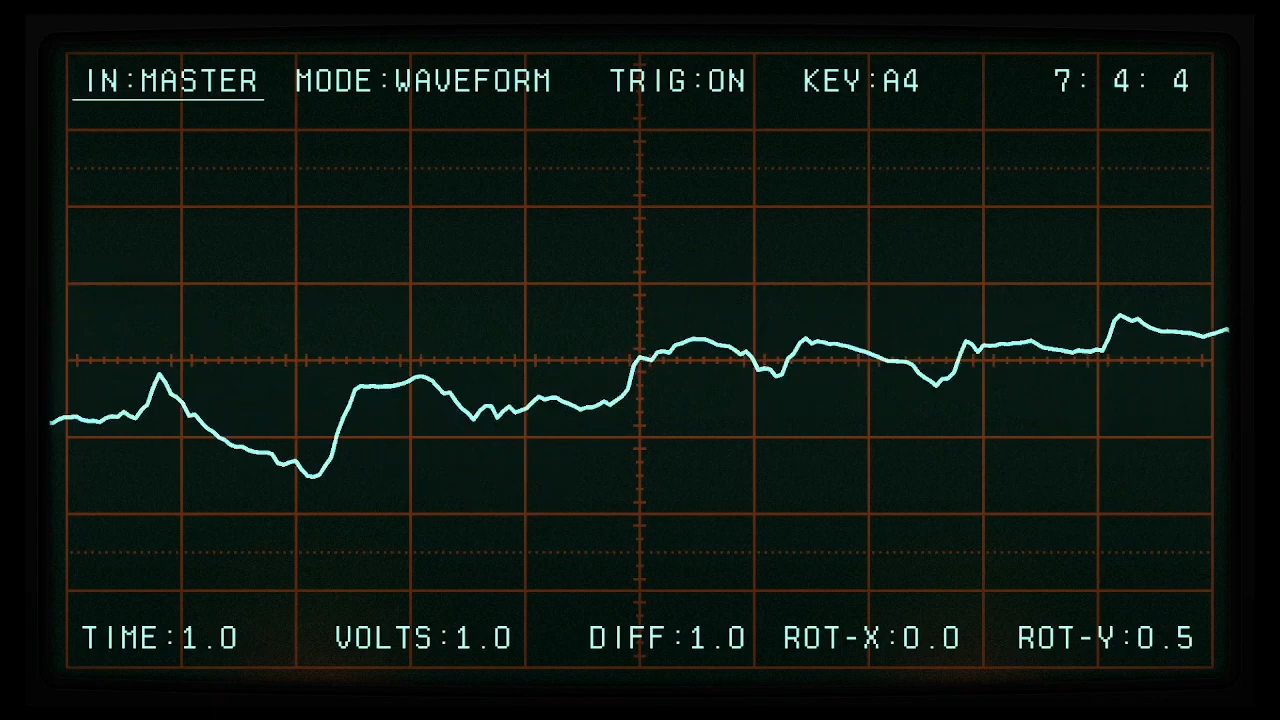 IN:MASTER MODE:WAVEFORM TRIG:ON KEY:A4 7: 4: 4
TIME:1.0 VOLTS:1.0 DIFF:1.0 ROT-X:0.0 ROT-Y:0.5